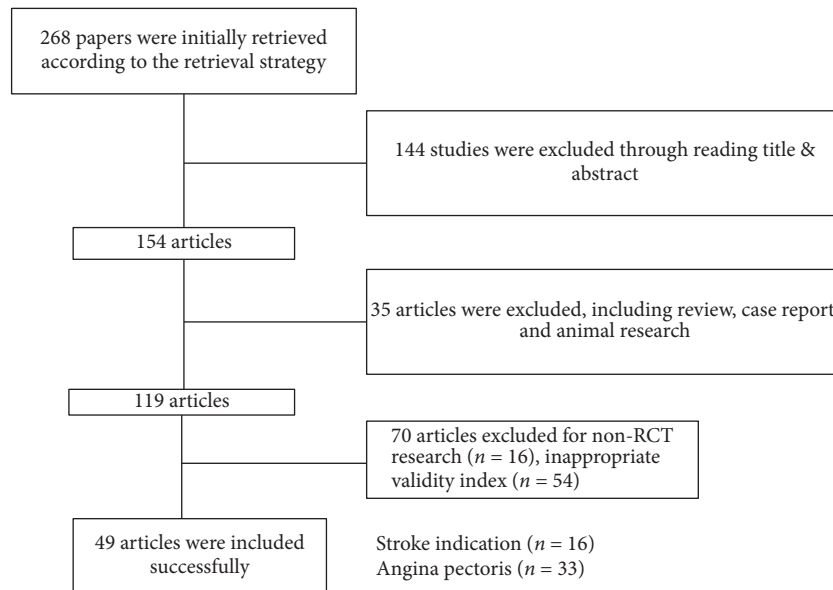 268 papers were initially retrieved
according to the retrieval strategy
144 studies were excluded through reading title &
abstract
154 articles
35 articles were excluded, including review, case report
and animal research
119 articles
70 articles excluded for non-RCT
research (n = 16), inappropriate
validity index (n = 54)
49 articles were included
successfully
Stroke indication (n = 16)
Angina pectoris (n = 33)